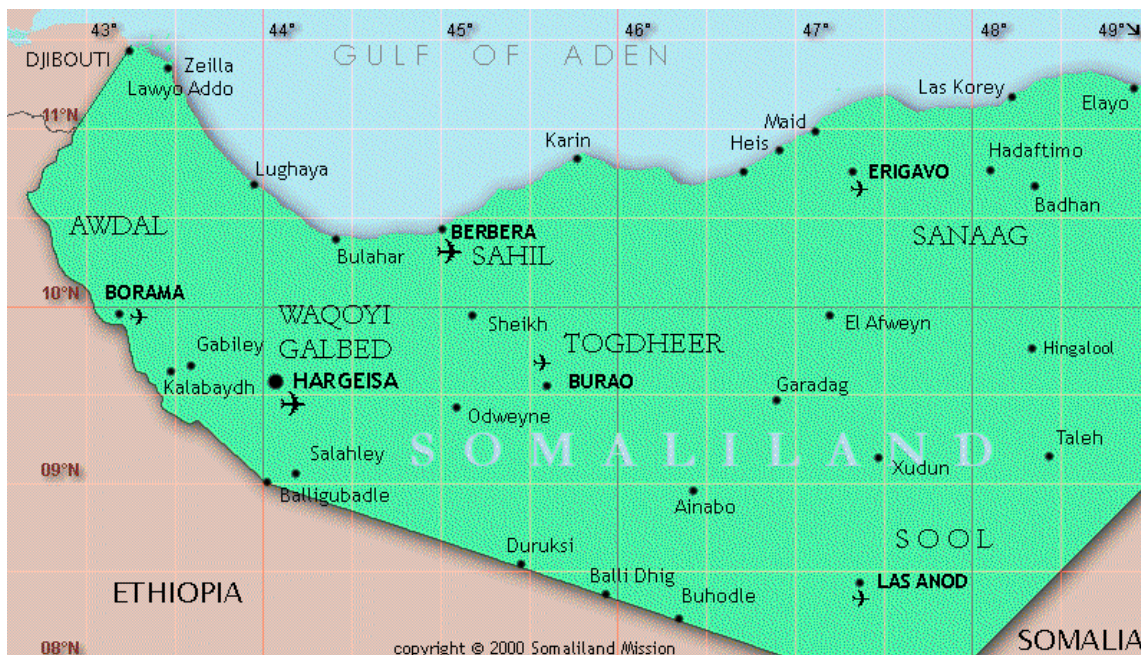 43° 44° 45° 46° 47° 48° 49°
GULF OF ADEN
DJIBOUTI
Zeilla
Lawyo Addo
Las Korey
Elayo
11°N
Maid
Karin
Heis
Hadaftimo
Lughaya
ERIGAVO
Badhan
AWDAL
BERBERA
SANAAG
Bulahar
SAHIL
10°N
BORAMA
WAQOYI
GALBED
Sheikh
El Afweyn
TOGDHEER
Gabiley
Hingalool
Kalabaydh
HARGEISA
BURAO
Garadag
Odweyne
SOMALILAND
Taleh
Salahley
09°N
Xudun
Balligubadle
Ainabo
SOOL
Duruksi
Balli Dhig
LAS ANOD
ETHIOPIA
Buhodle
08°N
copyright © 2000 Somaliland Mission
SOMALIA